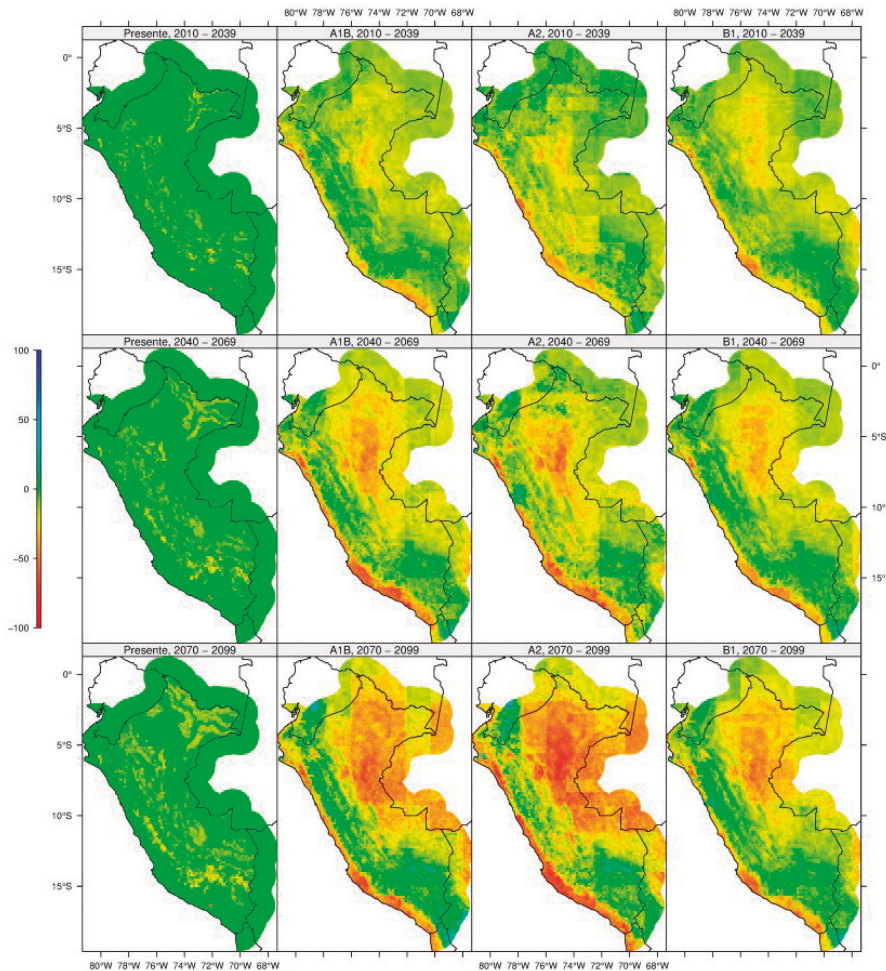 80°W 76°W 72°W 68°W 80°W 76°W 72°W 68°W
78°W 74°W 70°W 78°W 74°W 70°W
Presente, 2010 – 2039 A1B, 2010 – 2039 A2, 2010 – 2039 B1, 2010 – 2039
0°
5°S
10°S
15°S
Presente, 2040 – 2069 A1B, 2040 – 2069 A2, 2040 – 2069 B1, 2040 – 2069
100
50
0
−50
−100
0°
5°S
10°S
15°S
Presente, 2070 – 2099 A1B, 2070 – 2099 A2, 2070 – 2099 B1, 2070 – 2099
0°
5°S
10°S
15°S
80°W 76°W 72°W 68°W 80°W 76°W 72°W 68°W
78°W 74°W 70°W 78°W 74°W 70°W